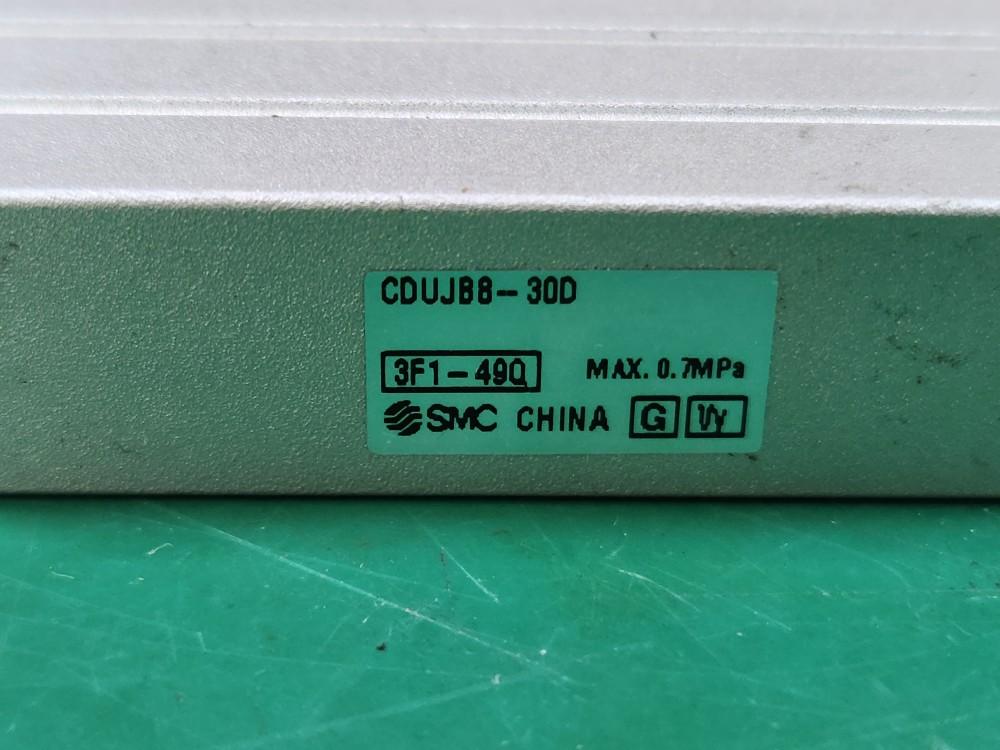 CDUJB8-30D
3F1-49Q MAX. 0.7MPa
SMC CHINA G